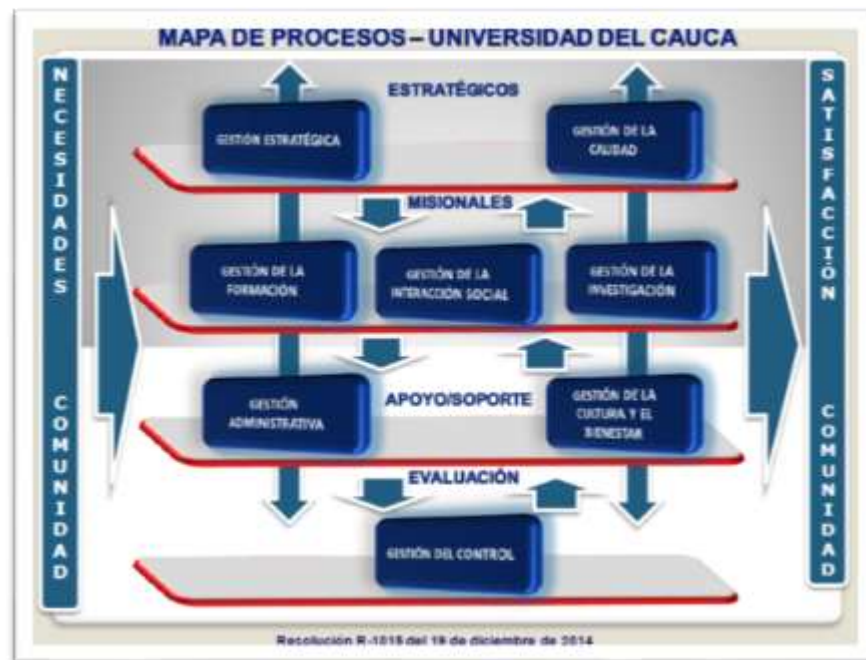 MAPA DE PROCESOS – UNIVERSIDAD DEL CAUCA
NECESIDADES COMUNIDAD
ESTRATÉGICOS
GESTIÓN ESTRATÉGICA
GESTIÓN DE LA
CALIDAD
MISIONALES
GESTIÓN DE LA
FORMACIÓN
GESTIÓN DE LA
INTERACCIÓN SOCIAL
GESTIÓN DE LA
INVESTIGACIÓN
APOYO/SOPORTE
GESTIÓN
ADMINISTRATIVA
GESTIÓN DE LA
CULTURA Y EL
BIENESTAR
EVALUACIÓN
GESTIÓN DEL CONTROL
SATISFACCIÓN COMUNIDAD
Resolución R-1015 del 19 de diciembre de 2014